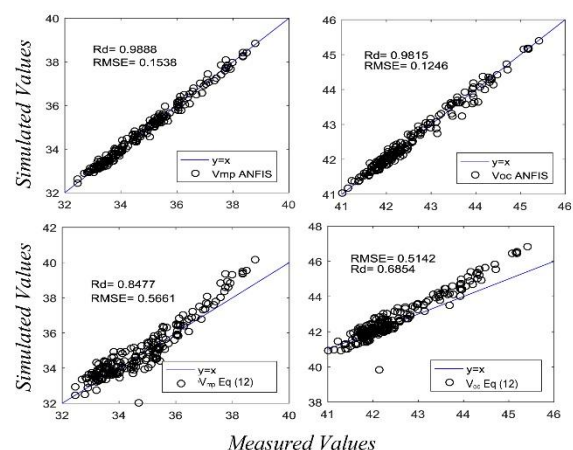 Simulated Values
40
38
36
34
32
32
34
36
38
40
Rd= 0.9888
RMSE= 0.1538
y=x
Vmp ANFIS
46
45
44
43
42
41
41
42
43
44
45
46
Rd= 0.9815
RMSE= 0.1246
y=x
Voc ANFIS
Simulated Values
42
40
38
36
34
32
32
34
36
38
40
Rd= 0.8477
RMSE= 0.5661
y=x
Vmp Eq (12)
48
46
44
42
40
38
41
42
43
44
45
46
RMSE= 0.5142
Rd= 0.6854
y=x
Voc Eq (12)
Measured Values